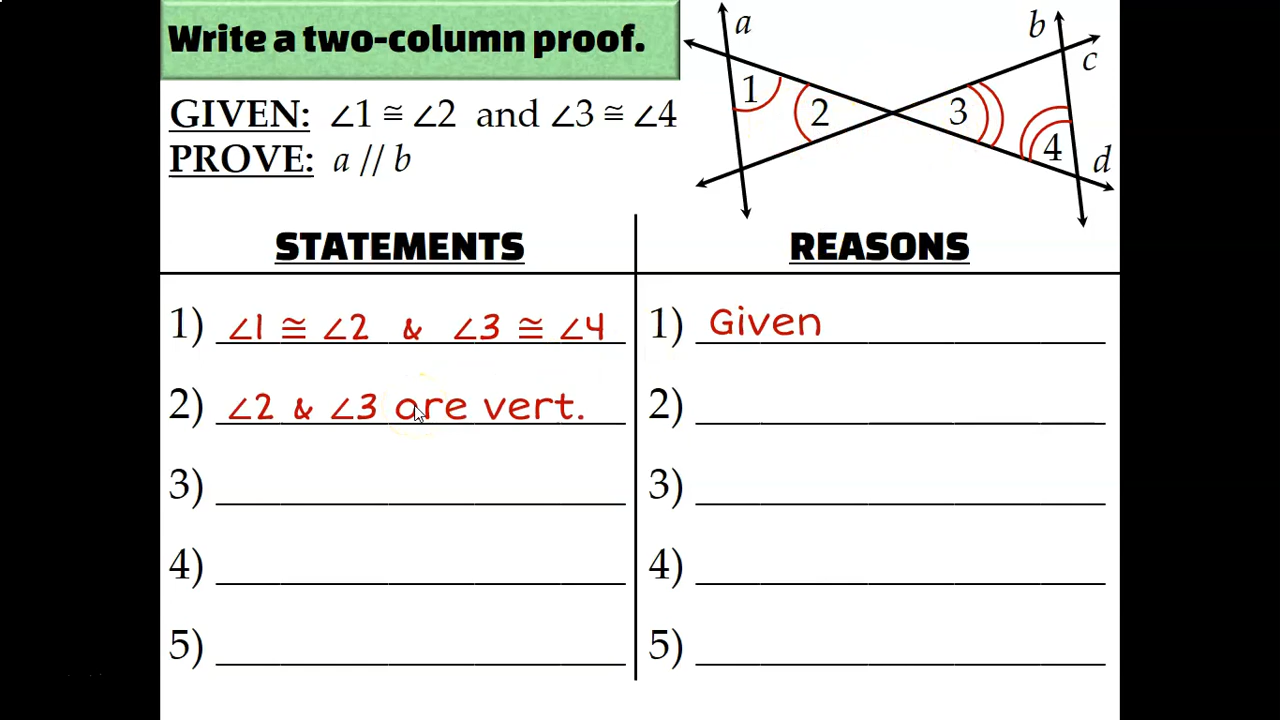 Write a two-column proof.
GIVEN: ∠1 ≅ ∠2 and ∠3 ≅ ∠4
PROVE: a // b
a
b
c
1
2
3
4
d
STATEMENTS
REASONS
1) ∠1 ≅ ∠2 & ∠3 ≅ ∠4
1) Given
2) ∠2 & ∠3 are vert.
2)
3)
3)
4)
4)
5)
5)